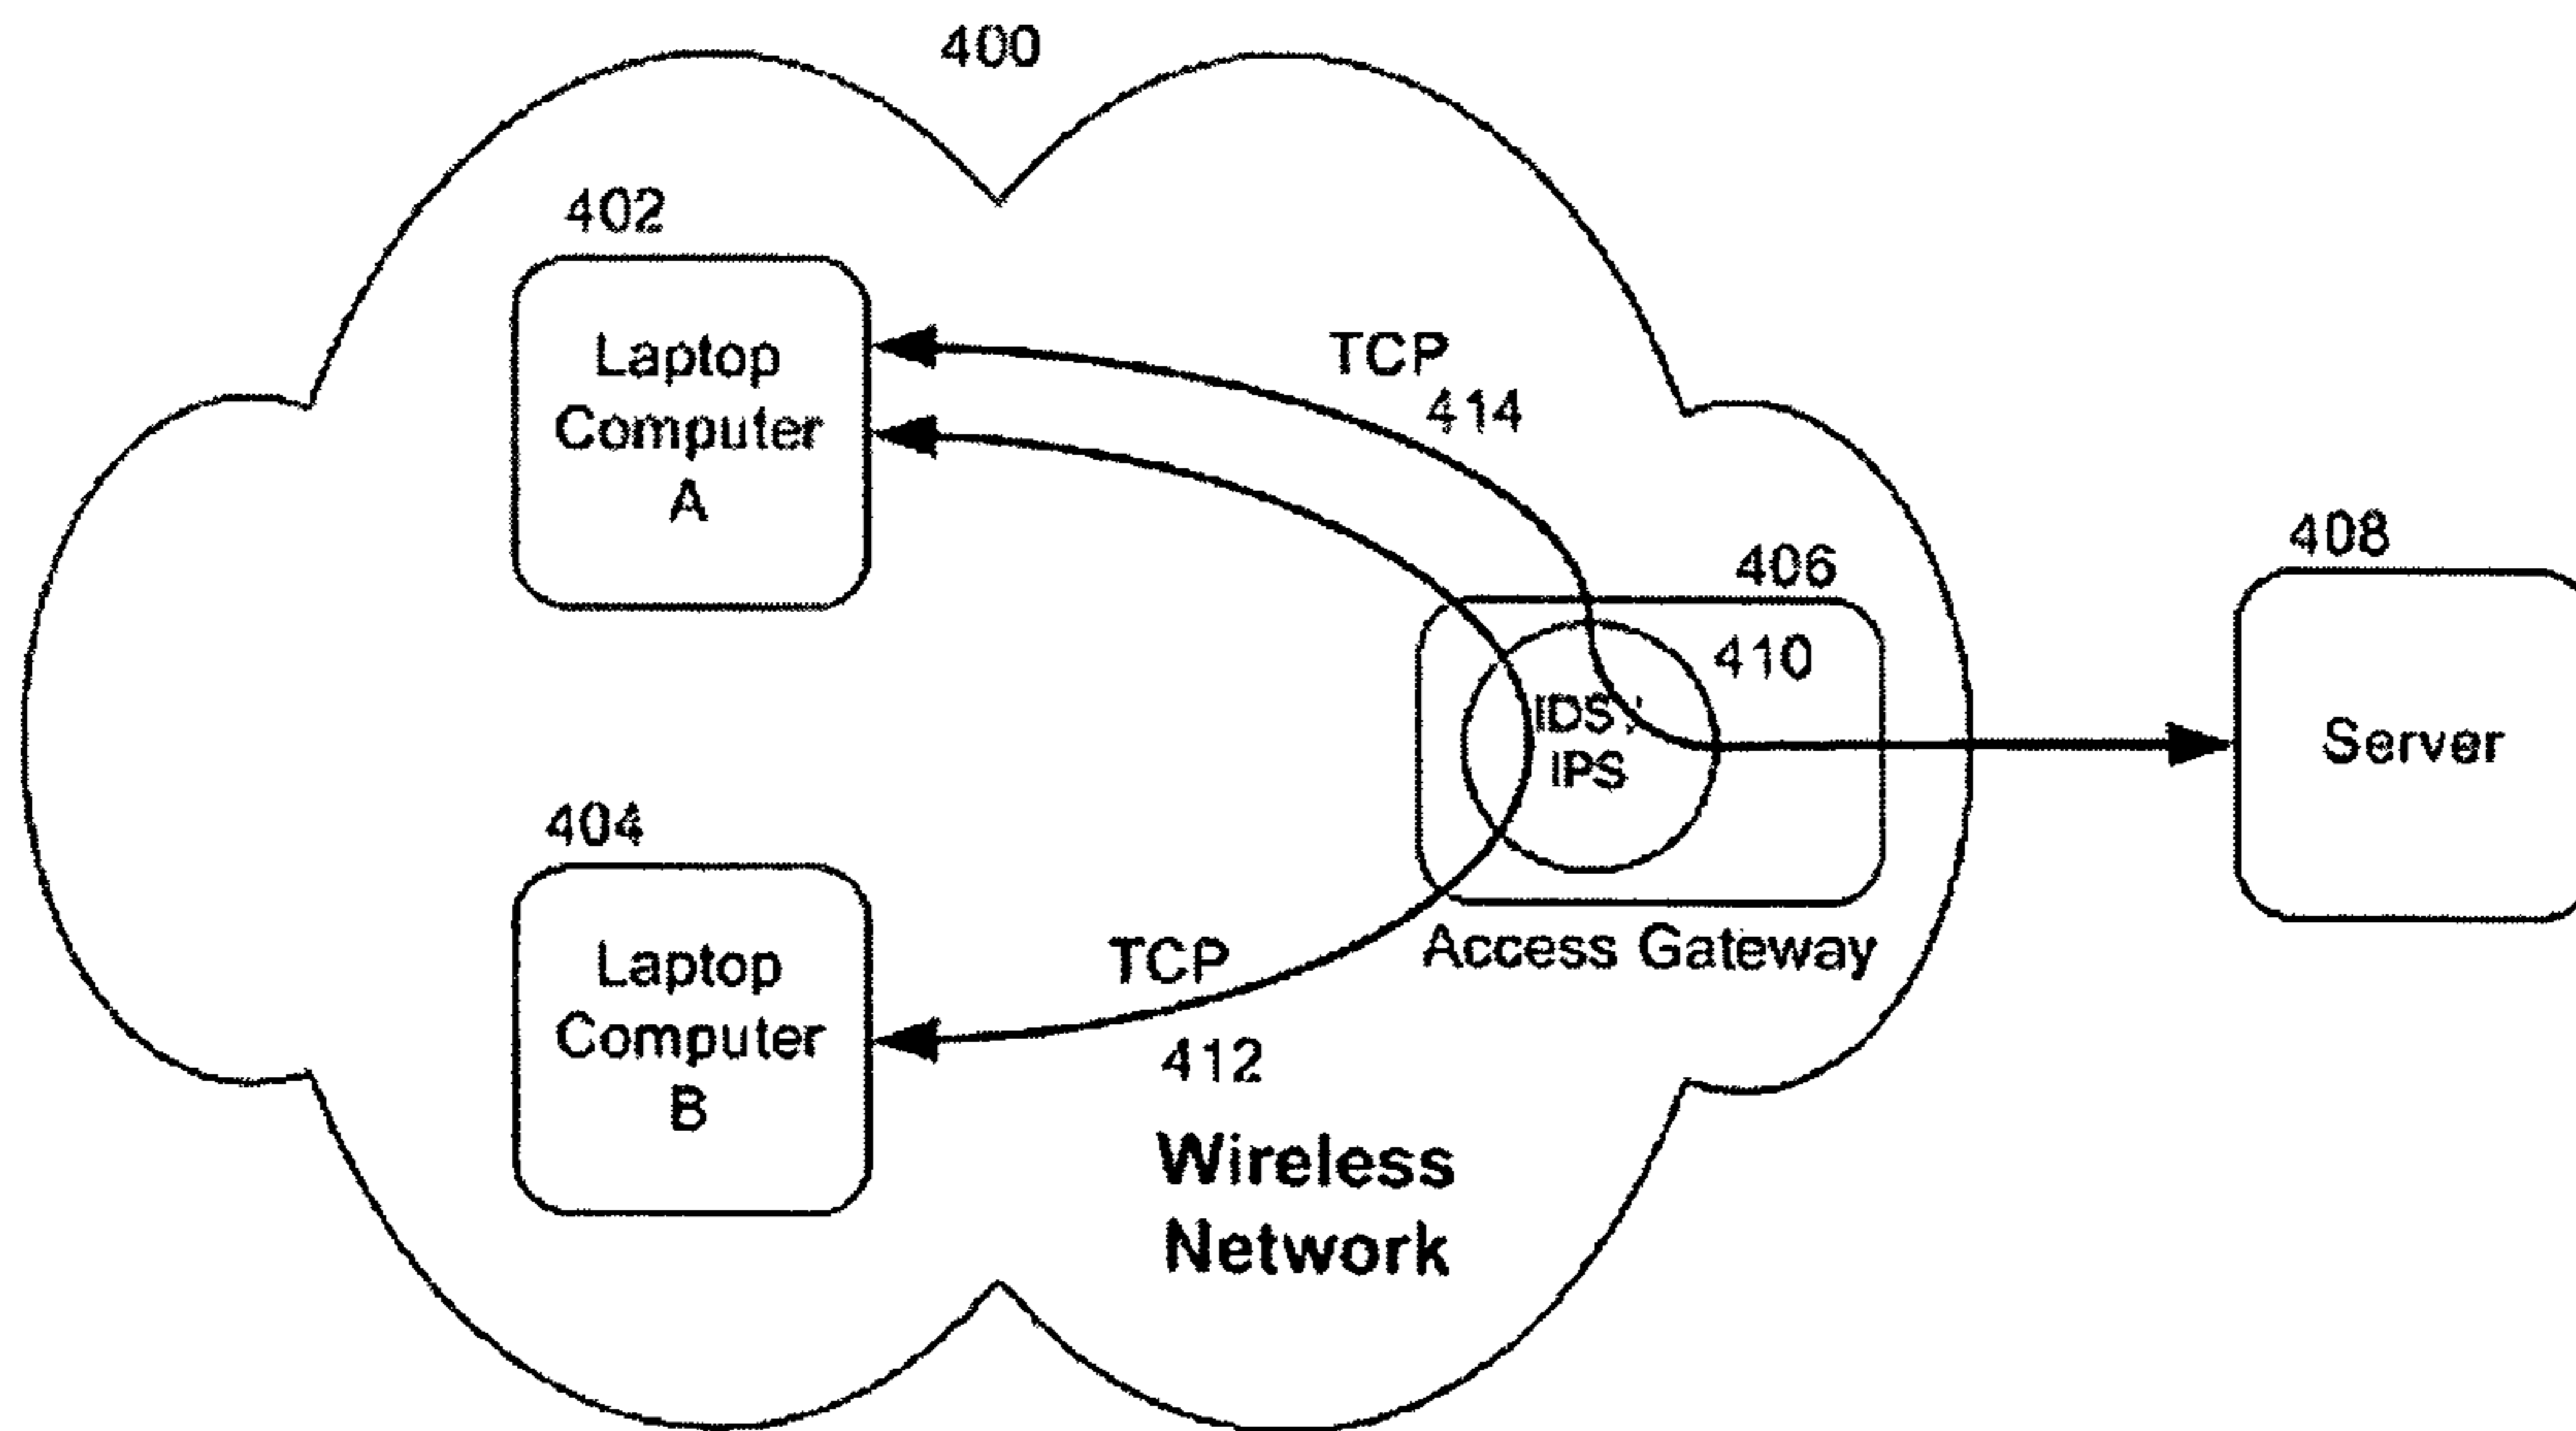 400
402
Laptop
Computer
A
TCP
414
406
410
IDS /
IPS
408
Server
404
Laptop
Computer
B
Access Gateway
TCP
412
Wireless
Network